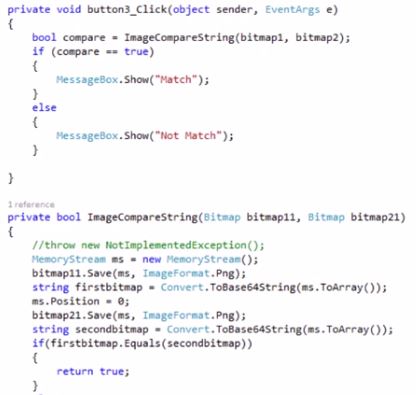 private void button3_Click(object sender, EventArgs e)
{
bool compare = ImageCompareString(bitmap1, bitmap2);
if (compare == true)
{
MessageBox.Show("Match");
}
else
{
MessageBox.Show("Not Match");
}
}
1 reference
private bool ImageCompareString(Bitmap bitmap11, Bitmap bitmap21)
{
//throw new NotImplementedException();
MemoryStream ms = new MemoryStream();
bitmap11.Save(ms, ImageFormat.Png);
string firstbitmap = Convert.ToBase64String(ms.ToArray());
ms.Position = 0;
bitmap21.Save(ms, ImageFormat.Png);
string secondbitmap = Convert.ToBase64String(ms.ToArray());
if(firstbitmap.Equals(secondbitmap))
{
return true;
}